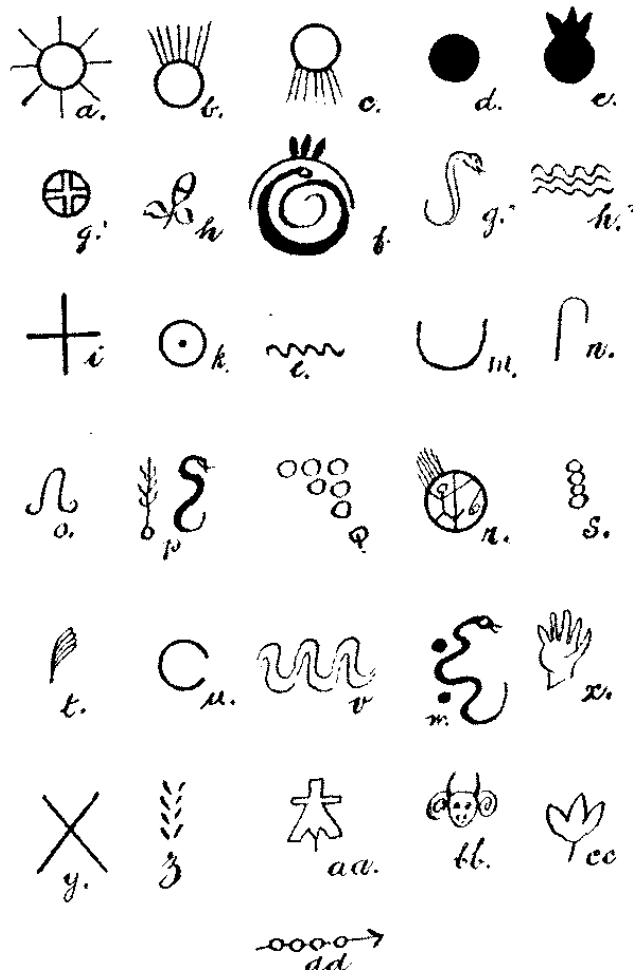 a. b. c. d. e.
g. h f. g. h.
i k. l. m. n.
o. p Q r. s.
t. u. v w. x.
y. z aa. bb. cc
dd